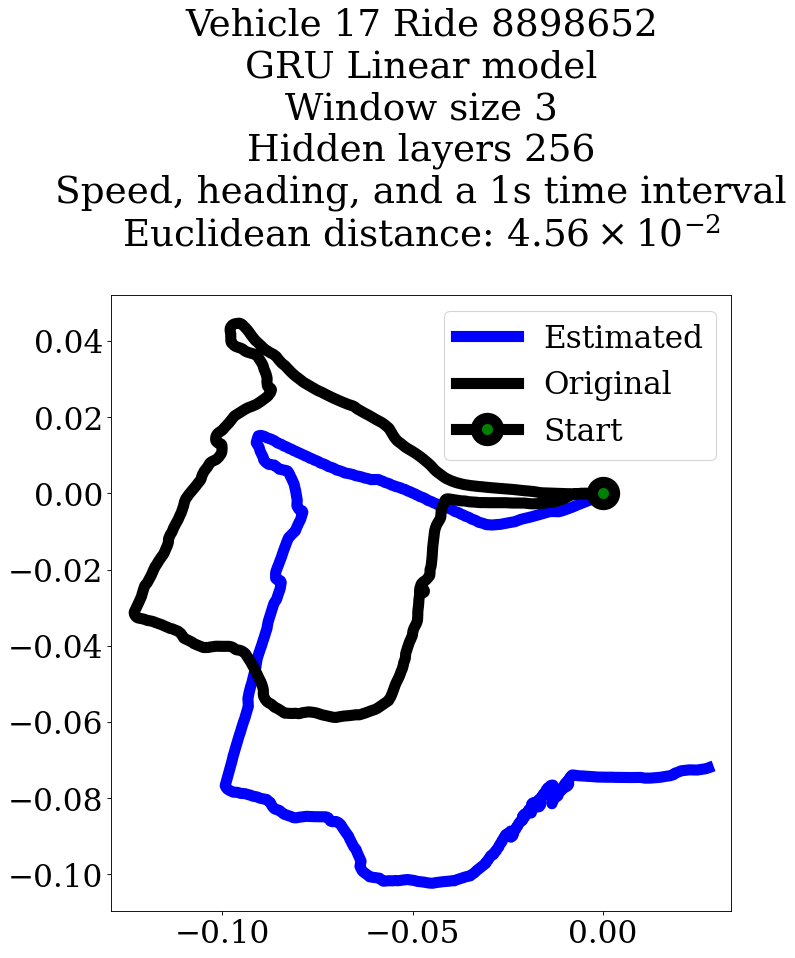 Vehicle 17 Ride 8898652
GRU Linear model
Window size 3
Hidden layers 256
Speed, heading, and a 1s time interval
Euclidean distance: 4.56 × 10⁻²
Estimated
Original
Start
0.04
0.02
0.00
−0.02
−0.04
−0.06
−0.08
−0.10
−0.10 −0.05 0.00